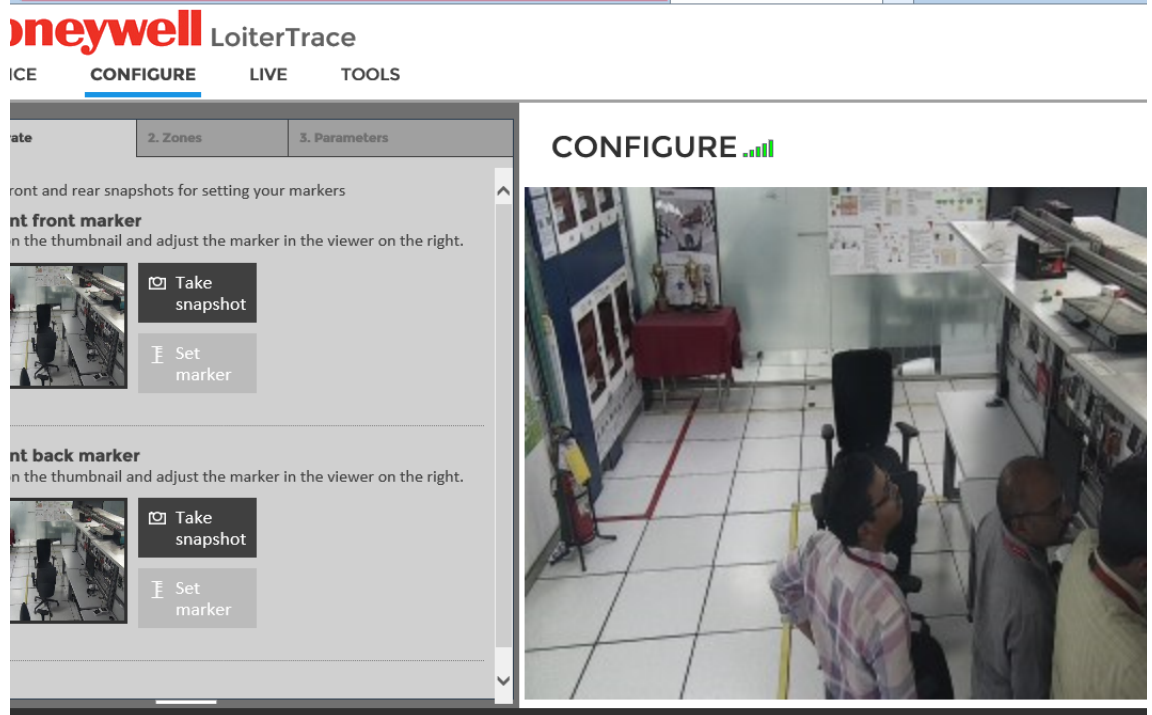 oneywell LoiterTrace
ICE CONFIGURE LIVE TOOLS
ate 2. Zones 3. Parameters
CONFIGURE
ront and rear snapshots for setting your markers
nt front marker
n the thumbnail and adjust the marker in the viewer on the right.
Take
snapshot
Set
marker
nt back marker
n the thumbnail and adjust the marker in the viewer on the right.
Take
snapshot
Set
marker